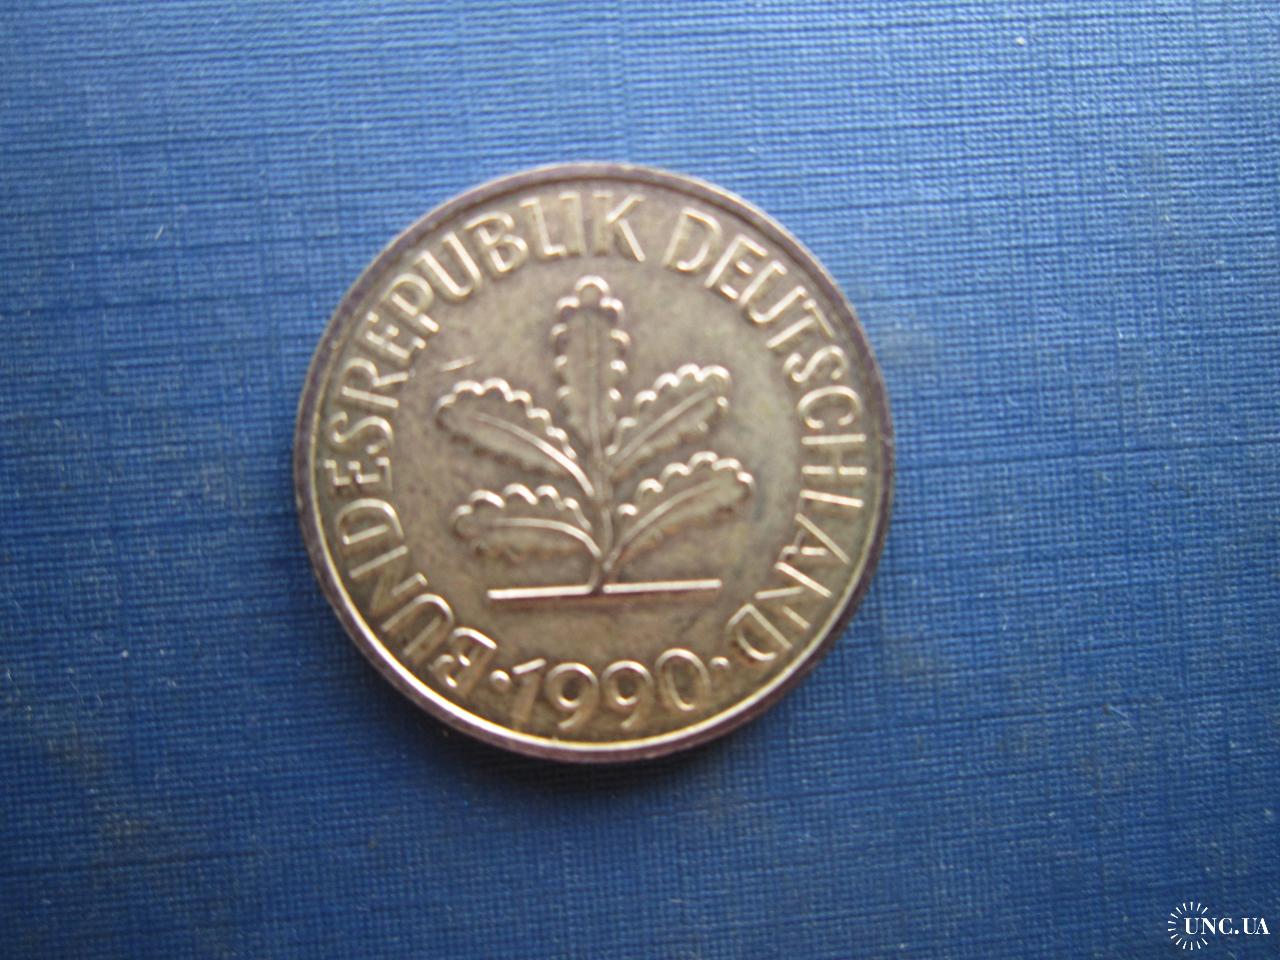 BUNDESREPUBLIK DEUTSCHLAND
· 1990 ·
UNC.UA